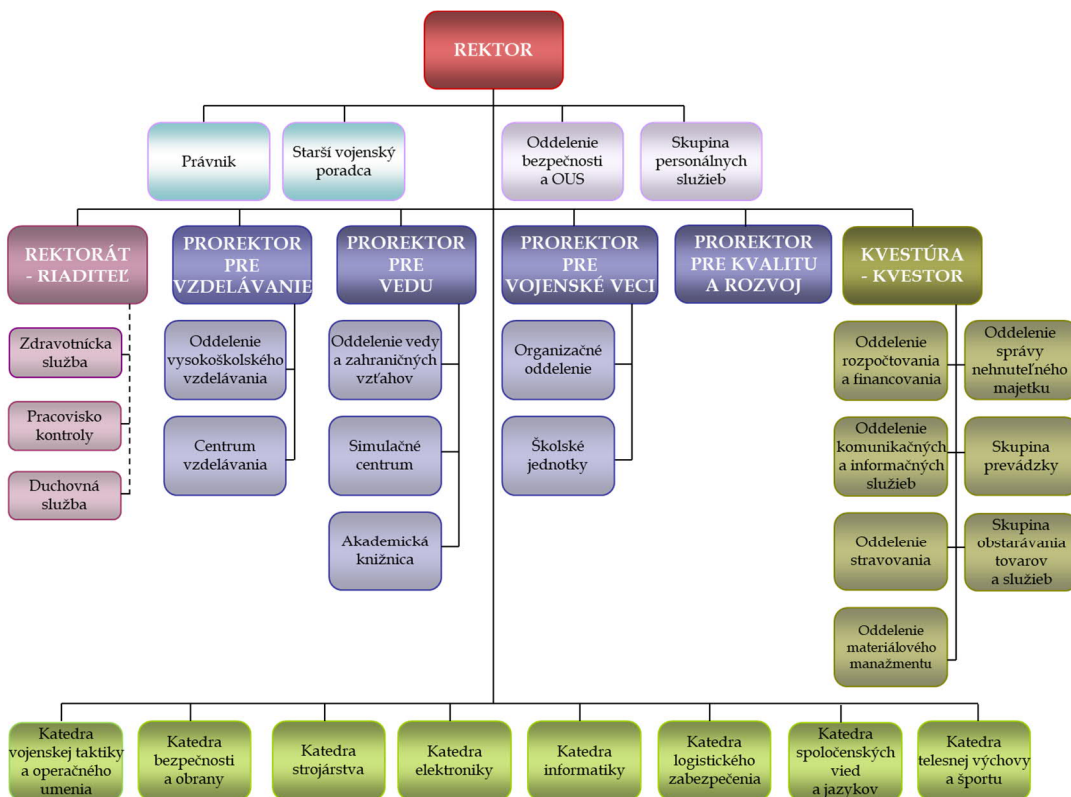 REKTOR
Právnik
Starší vojenský
poradca
Oddelenie
bezpečnosti
a OUS
Skupina
personálnych
služieb
REKTORÁT
- RIADITEĽ
PROREKTOR
PRE
VZDELÁVANIE
PROREKTOR
PRE
VEDU
PROREKTOR
PRE
VOJENSKÉ VECI
PROREKTOR
PRE KVALITU
A ROZVOJ
KVESTÚRA
- KVESTOR
Zdravotnícka
služba
Pracovisko
kontroly
Duchovná
služba
Oddelenie
vysokoškolského
vzdelávania
Centrum
vzdelávania
Oddelenie vedy
a zahraničných
vzťahov
Simulačné
centrum
Akademická
knižnica
Organizačné
oddelenie
Školské
jednotky
Oddelenie
rozpočtovania
a financovania
Oddelenie
správy
nehnuteľného
majetku
Oddelenie
komunikačných
a informačných
služieb
Skupina
prevádzky
Oddelenie
stravovania
Skupina
obstarávania
tovarov
a služieb
Oddelenie
materiálového
manažmentu
Katedra
vojenskej taktiky
a operačného
umenia
Katedra
bezpečnosti
a obrany
Katedra
strojárstva
Katedra
elektroniky
Katedra
informatiky
Katedra
logistického
zabezpečenia
Katedra
spoločenských
vied
a jazykov
Katedra
telesnej výchovy
a športu